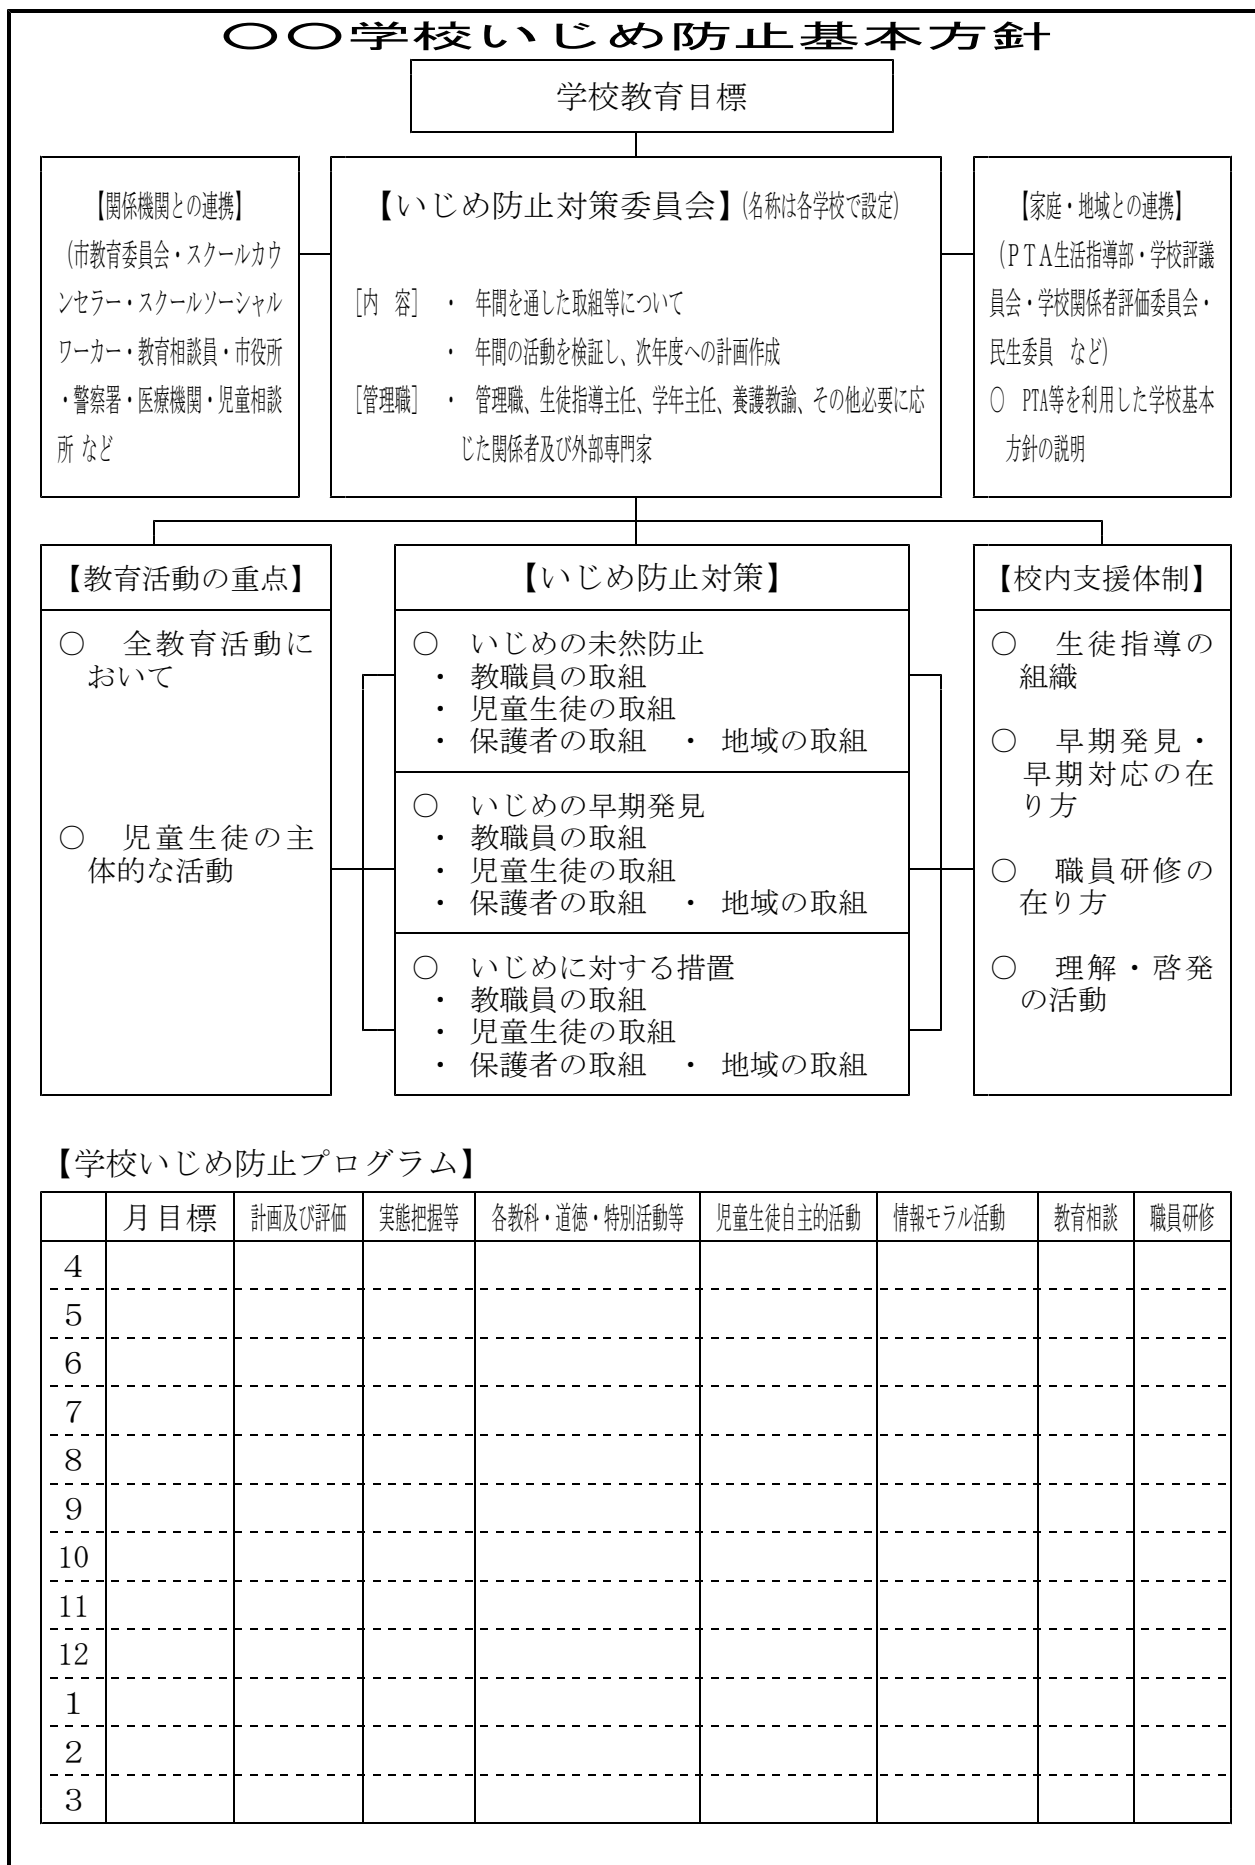 〇〇学校いじめ防止基本方針
学校教育目標
【関係機関との連携】
(市教育委員会・スクールカウ
ンセラー・スクールソーシャル
ワーカー・教育相談員・市役所
・警察署・医療機関・児童相談
所 など
【いじめ防止対策委員会】(名称は各学校で設定)
[内 容] ・ 年間を通した取組等について
・ 年間の活動を検証し、次年度への計画作成
[管理職] ・ 管理職、生徒指導主任、学年主任、養護教諭、その他必要に応
じた関係者及び外部専門家
【家庭・地域との連携】
(PTA生活指導部・学校評議
員会・学校関係者評価委員会・
民生委員 など)
○ PTA等を利用した学校基本
方針の説明
【教育活動の重点】
○ 全教育活動に
おいて
○ 児童生徒の主
体的な活動
【いじめ防止対策】
○ いじめの未然防止
・ 教職員の取組
・ 児童生徒の取組
・ 保護者の取組 ・ 地域の取組
○ いじめの早期発見
・ 教職員の取組
・ 児童生徒の取組
・ 保護者の取組 ・ 地域の取組
○ いじめに対する措置
・ 教職員の取組
・ 児童生徒の取組
・ 保護者の取組 ・ 地域の取組
【校内支援体制】
○ 生徒指導の
組織
○ 早期発見・
早期対応の在
り方
○ 職員研修の
在り方
○ 理解・啓発
の活動
【学校いじめ防止プログラム】
月目標 計画及び評価 実態把握等 各教科・道徳・特別活動等 児童生徒自主的活動 情報モラル活動 教育相談 職員研修
4
5
6
7
8
9
10
11
12
1
2
3